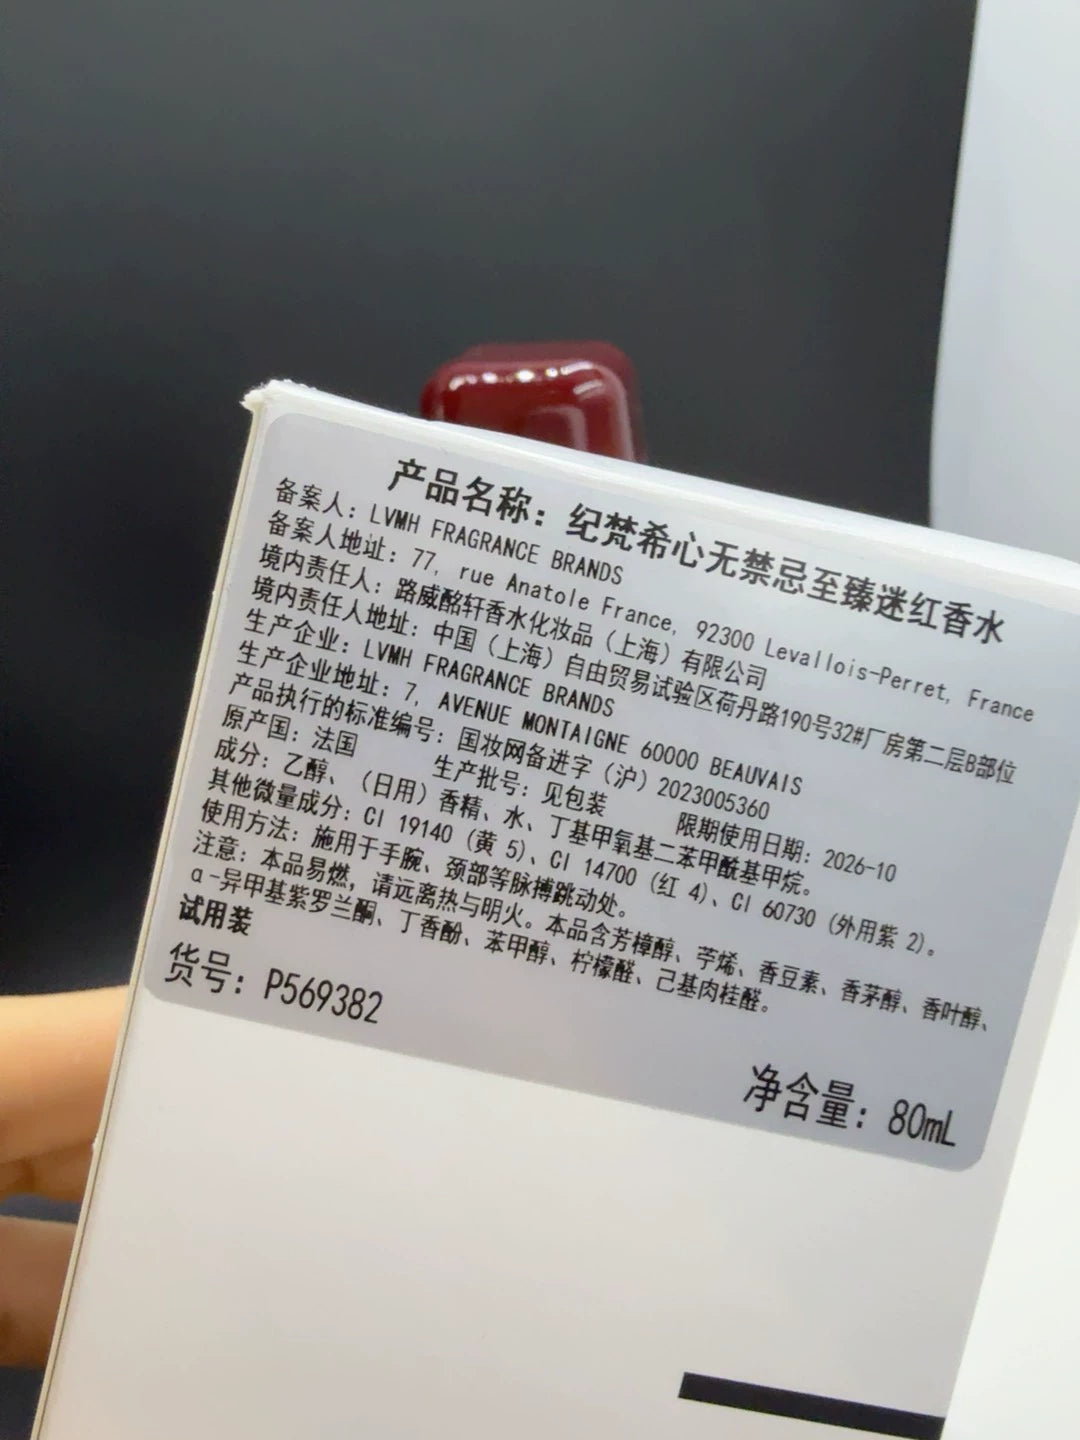 产品名称：纪梵希心无禁忌至臻迷红香水
备案人：LVMH FRAGRANCE BRANDS
备案人地址：77, rue Anatole France, 92300 Levallois-Perret, France
境内责任人：路威酩轩香水化妆品（上海）有限公司
境内责任人地址：中国（上海）自由贸易试验区荷丹路190号32#厂房第二层B部位
生产企业：LVMH FRAGRANCE BRANDS
生产企业地址：7, AVENUE MONTAIGNE 60000 BEAUVAIS
产品执行的标准编号：国妆网备进字（沪）2023005360
原产国：法国 生产批号：见包装 限期使用日期：2026-10
成分：乙醇、（日用）香精、水、丁基甲氧基二苯甲酰基甲烷。
其他微量成分：CI 19140（黄 5）、CI 14700（红 4）、CI 60730（外用紫 2）。
使用方法：施用于手腕、颈部等脉搏跳动处。
注意：本品易燃，请远离热与明火。本品含芳樟醇、苧烯、香豆素、香茅醇、香叶醇、
α-异甲基紫罗兰酮、丁香酚、苯甲醇、柠檬醛、己基肉桂醛。
试用装
货号：P569382
净含量：80mL